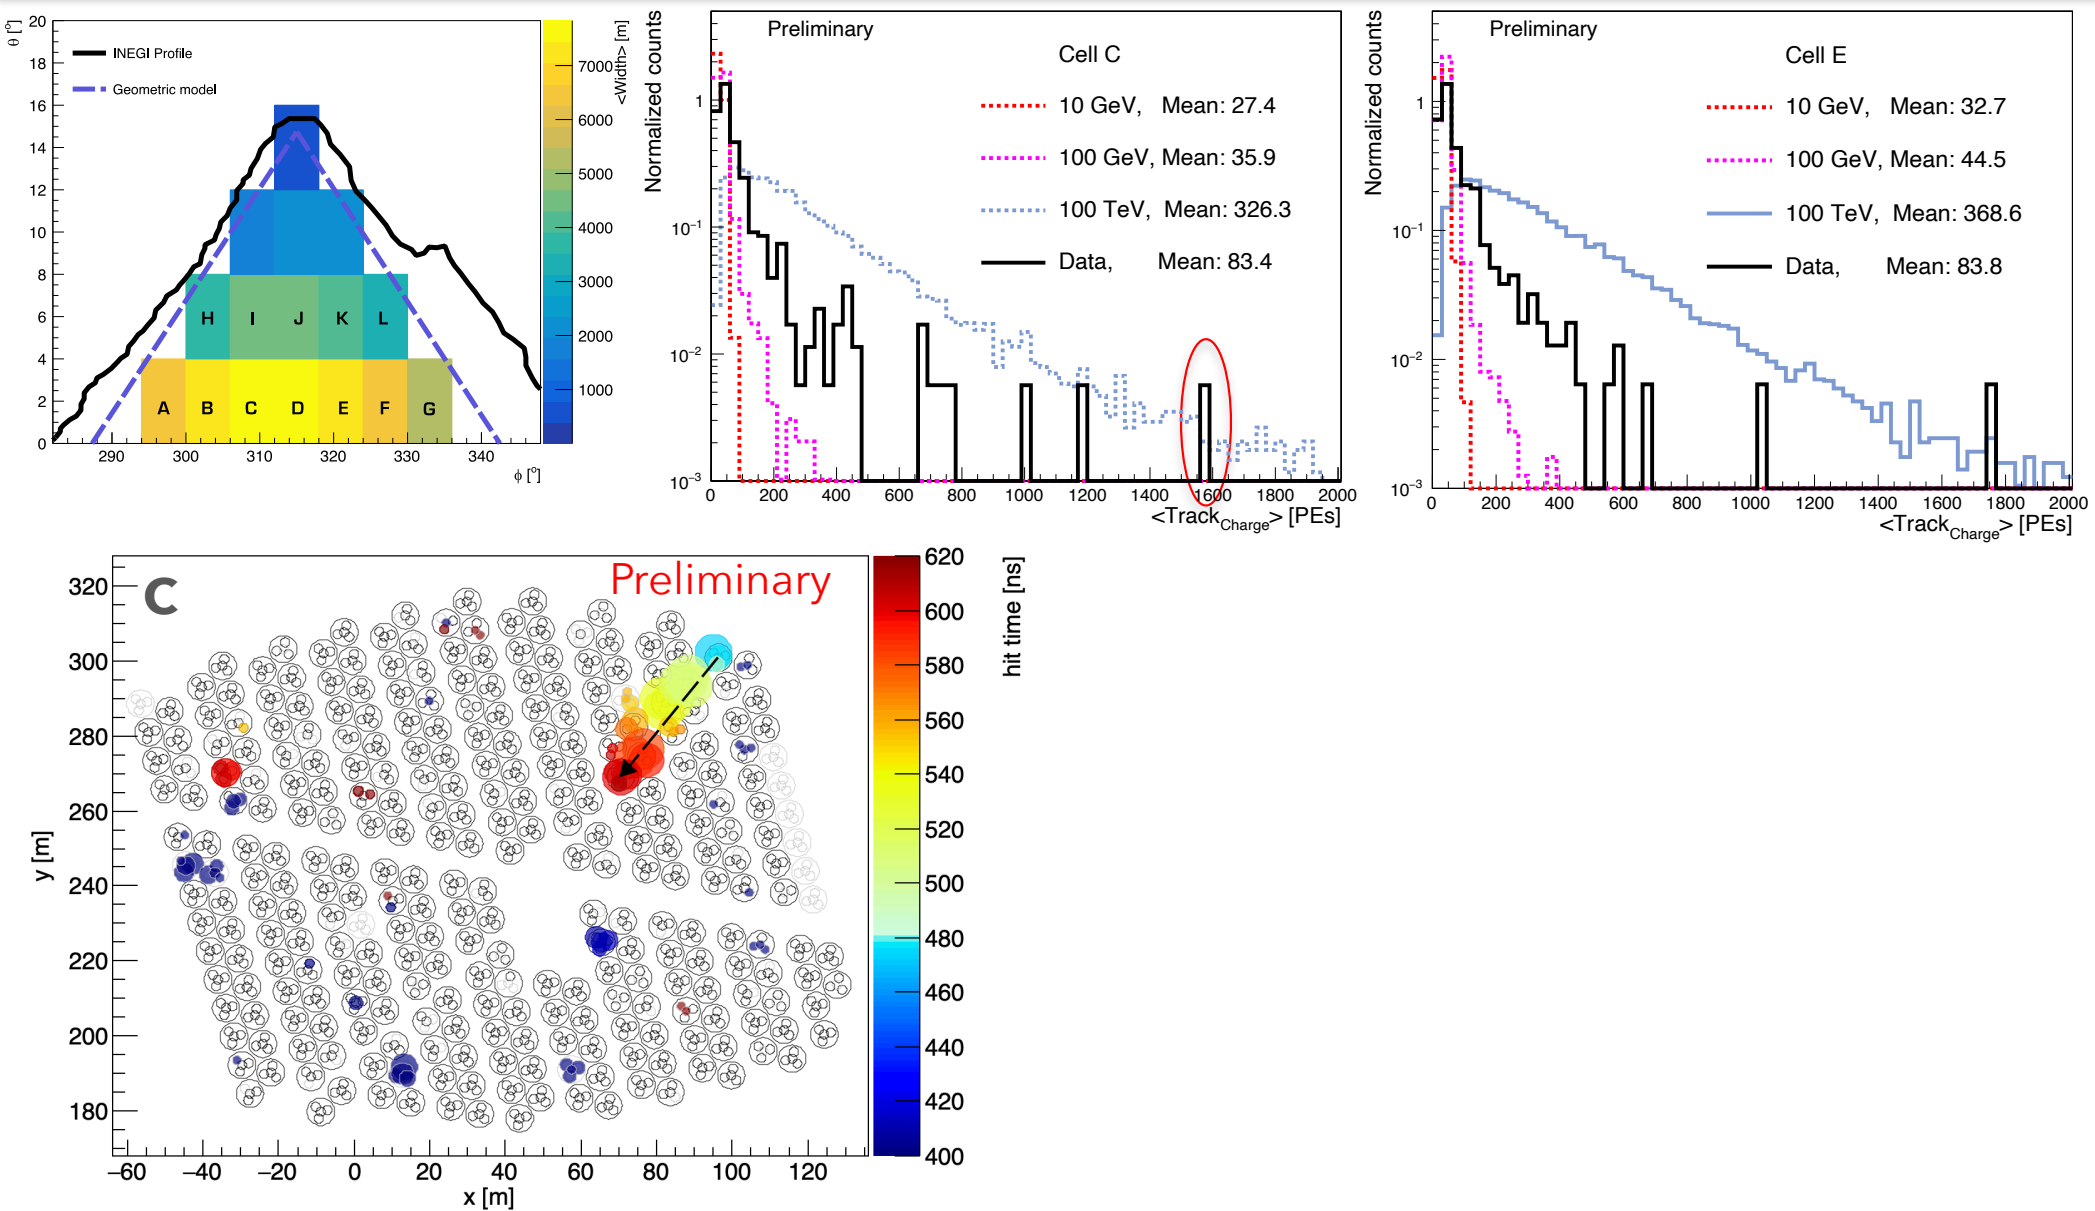 θ [°]
20
18
16
14
12
10
8
6
4
2
0
INEGI Profile
Geometric model
H I J K L
A B C D E F G
290 300 310 320 330 340
ϕ [°]
<Width> [m]
7000
6000
5000
4000
3000
2000
1000
Normalized counts
Preliminary
Cell C
10 GeV, Mean: 27.4
100 GeV, Mean: 35.9
100 TeV, Mean: 326.3
Data, Mean: 83.4
1
10⁻¹
10⁻²
10⁻³
0 200 400 600 800 1000 1200 1400 1600 1800 2000
<Track_Charge> [PEs]
Normalized counts
Preliminary
Cell E
10 GeV, Mean: 32.7
100 GeV, Mean: 44.5
100 TeV, Mean: 368.6
Data, Mean: 83.8
1
10⁻¹
10⁻²
10⁻³
0 200 400 600 800 1000 1200 1400 1600 1800 2000
<Track_Charge> [PEs]
C
Preliminary
y [m]
320
300
280
260
240
220
200
180
−60 −40 −20 0 20 40 60 80 100 120
x [m]
hit time [ns]
620
600
580
560
540
520
500
480
460
440
420
400